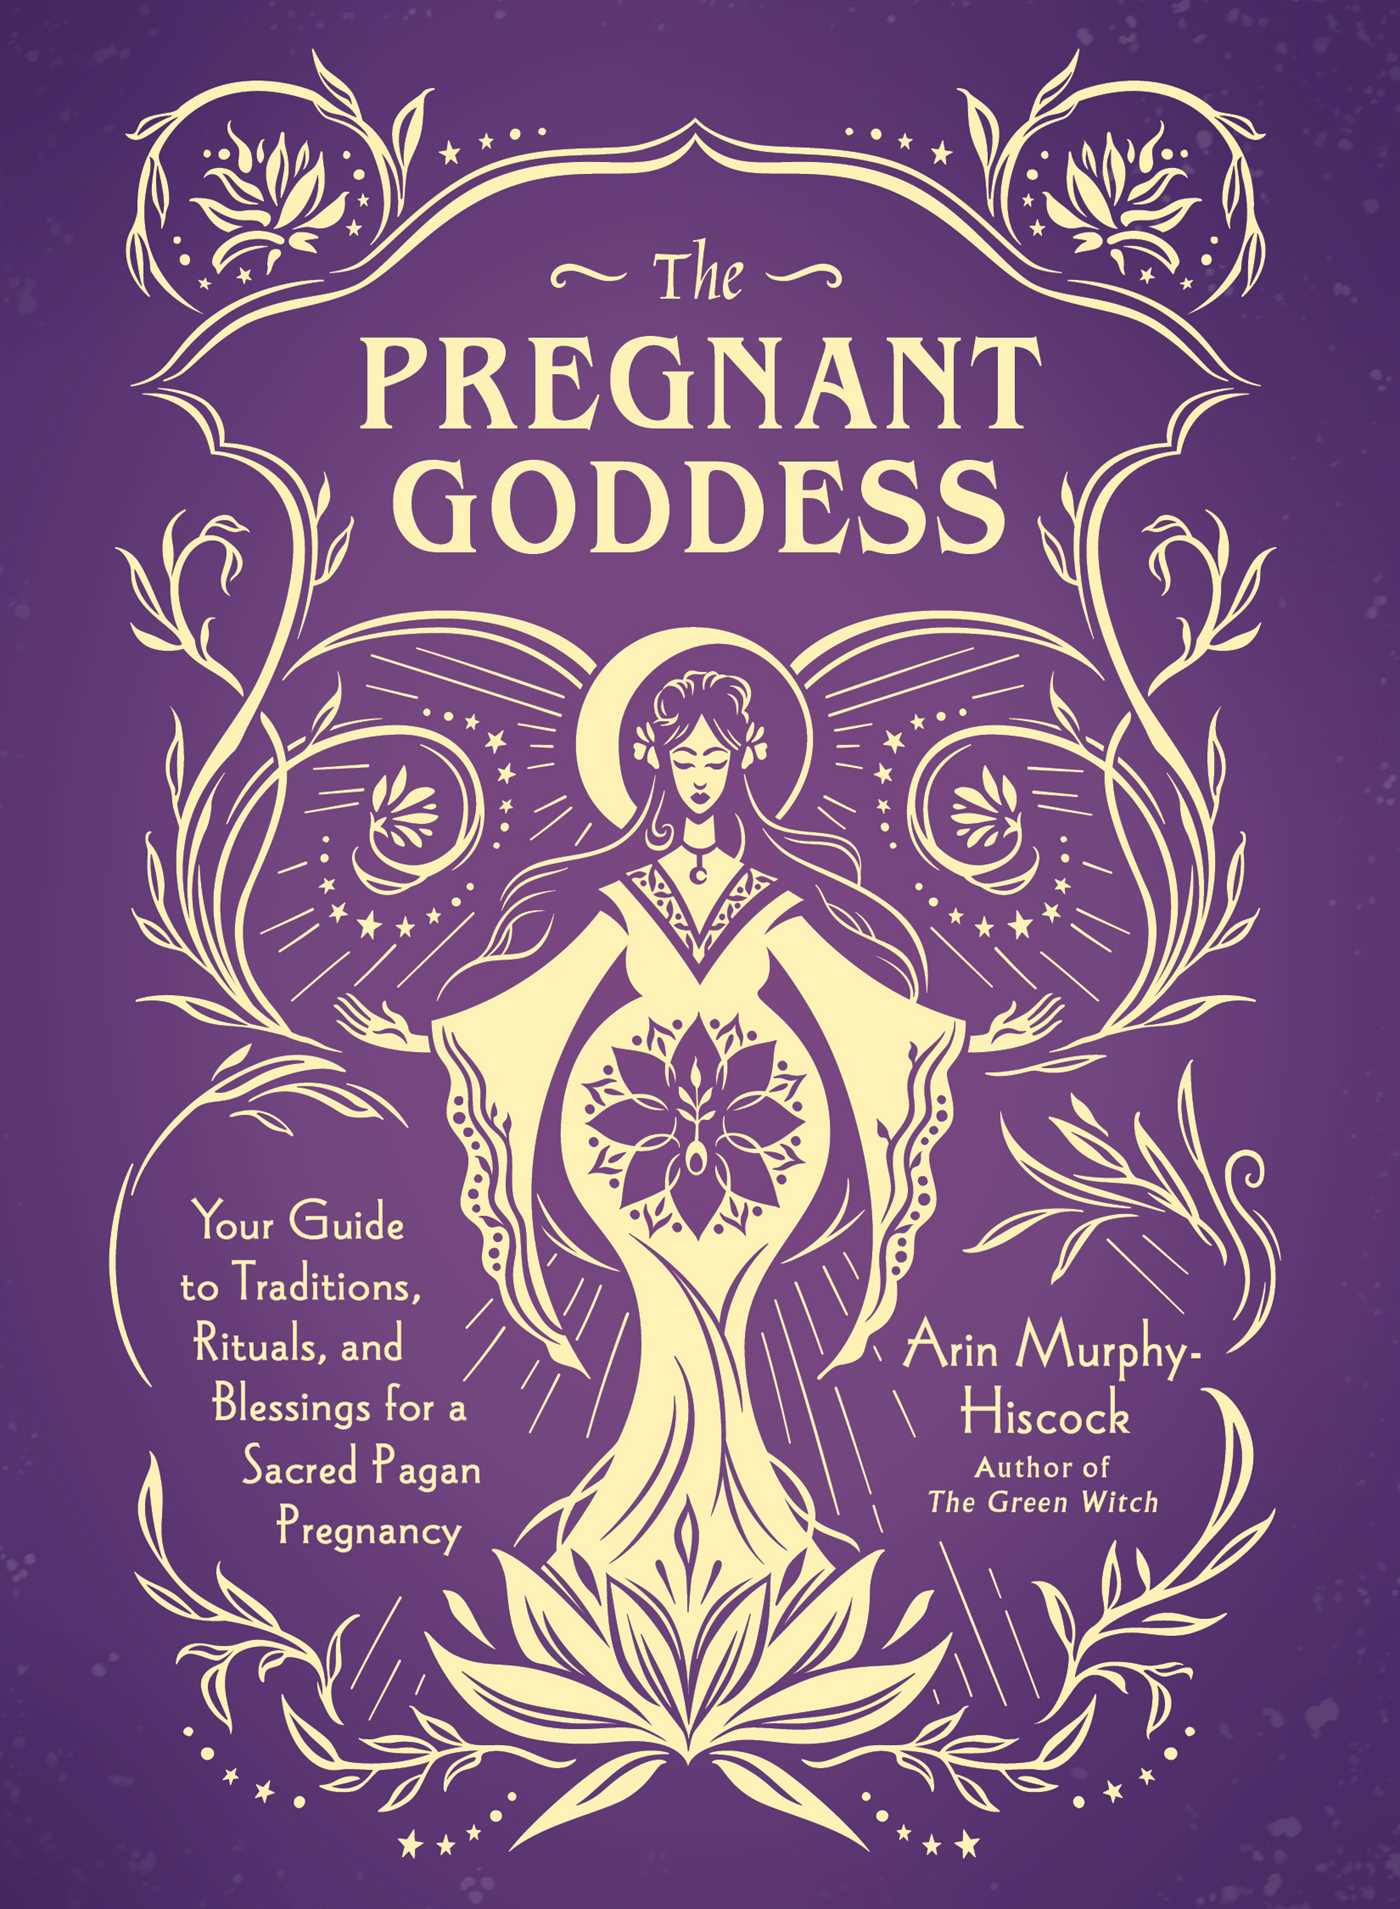 The
PREGNANT
GODDESS
Your Guide
to Traditions,
Rituals, and
Blessings for a
Sacred Pagan
Pregnancy
Arin Murphy-
Hiscock
Author of
The Green Witch